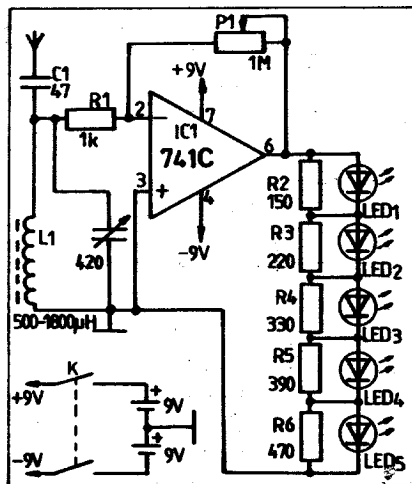 P1
1M
+9V
C1
47
R1
1k
2
7
IC1
741C
6
3
4
-9V
R2
150
LED1
R3
220
LED2
R4
330
LED3
R5
390
LED4
R6
470
LED5
L1
420
500-1800µH
K
+9V
-9V
9V
9V